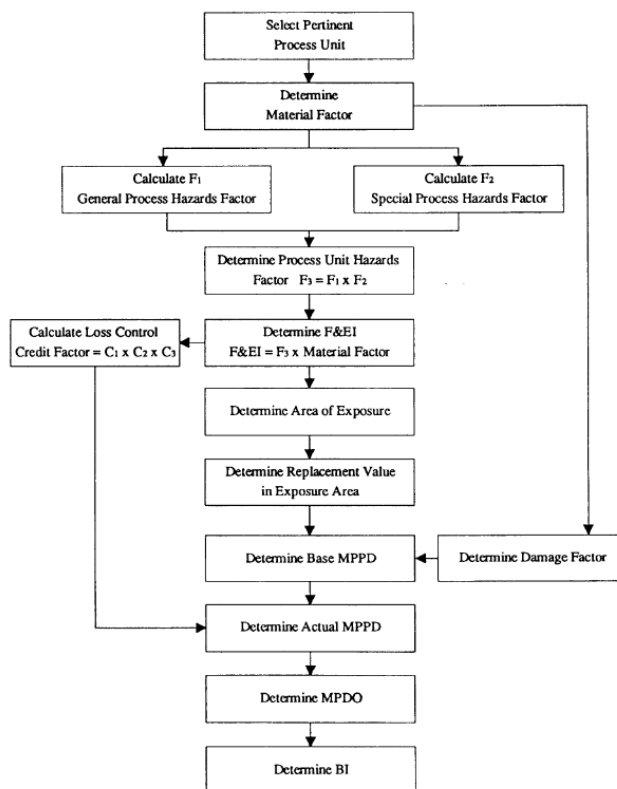 Select Pertinent
Process Unit
Determine
Material Factor
Calculate F₁
General Process Hazards Factor
Calculate F₂
Special Process Hazards Factor
Determine Process Unit Hazards
Factor F₃ = F₁ x F₂
Calculate Loss Control
Credit Factor = C₁ x C₂ x C₃
Determine F&EI
F&EI = F₃ x Material Factor
Determine Area of Exposure
Determine Replacement Value
in Exposure Area
Determine Base MPPD
Determine Damage Factor
Determine Actual MPPD
Determine MPDO
Determine BI